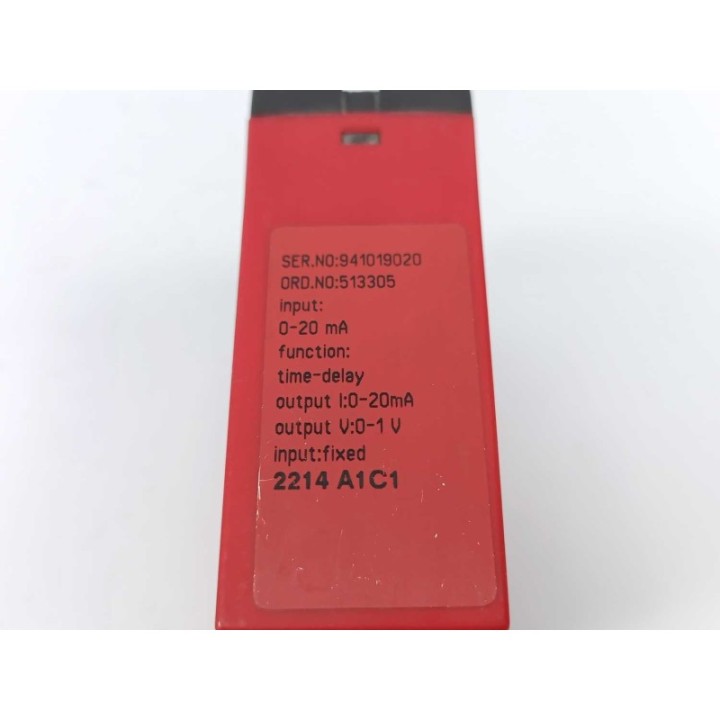 SER.NO:941019020
ORD.NO:513305
input:
0-20 mA
function:
time-delay
output I:0-20mA
output V:0-1 V
input:fixed
2214 A1C1